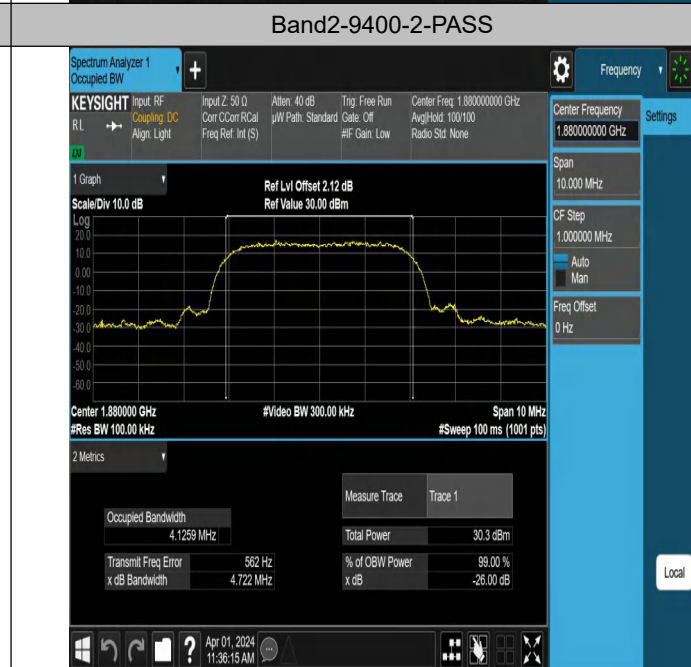 Band2-9400-2-PASS
Spectrum Analyzer 1
Occupied BW
+
Frequency
KEYSIGHT
RL
Input: RF
Coupling: DC
Align: Light
Input Z: 50 Ω
Corr CCorr RCal
Freq Ref: Int (S)
Atten: 40 dB
µW Path: Standard
Trig: Free Run
Gate: Off
#IF Gain: Low
Center Freq: 1.880000000 GHz
Avg|Hold: 100/100
Radio Std: None
Center Frequency
1.880000000 GHz
Settings
Span
10.000 MHz
CF Step
1.000000 MHz
Auto
Man
Freq Offset
0 Hz
1 Graph
Scale/Div 10.0 dB
Ref Lvl Offset 2.12 dB
Ref Value 30.00 dBm
Log
20.0
10.0
0.00
-10.0
-20.0
-30.0
-40.0
-50.0
-60.0
Center 1.880000 GHz
#Video BW 300.00 kHz
Span 10 MHz
#Res BW 100.00 kHz
#Sweep 100 ms (1001 pts)
2 Metrics
Measure Trace
Trace 1
Occupied Bandwidth
4.1259 MHz
Total Power
30.3 dBm
Transmit Freq Error
562 Hz
% of OBW Power
99.00 %
x dB Bandwidth
4.722 MHz
x dB
-26.00 dB
Local
?
Apr 01, 2024
11:36:15 AM